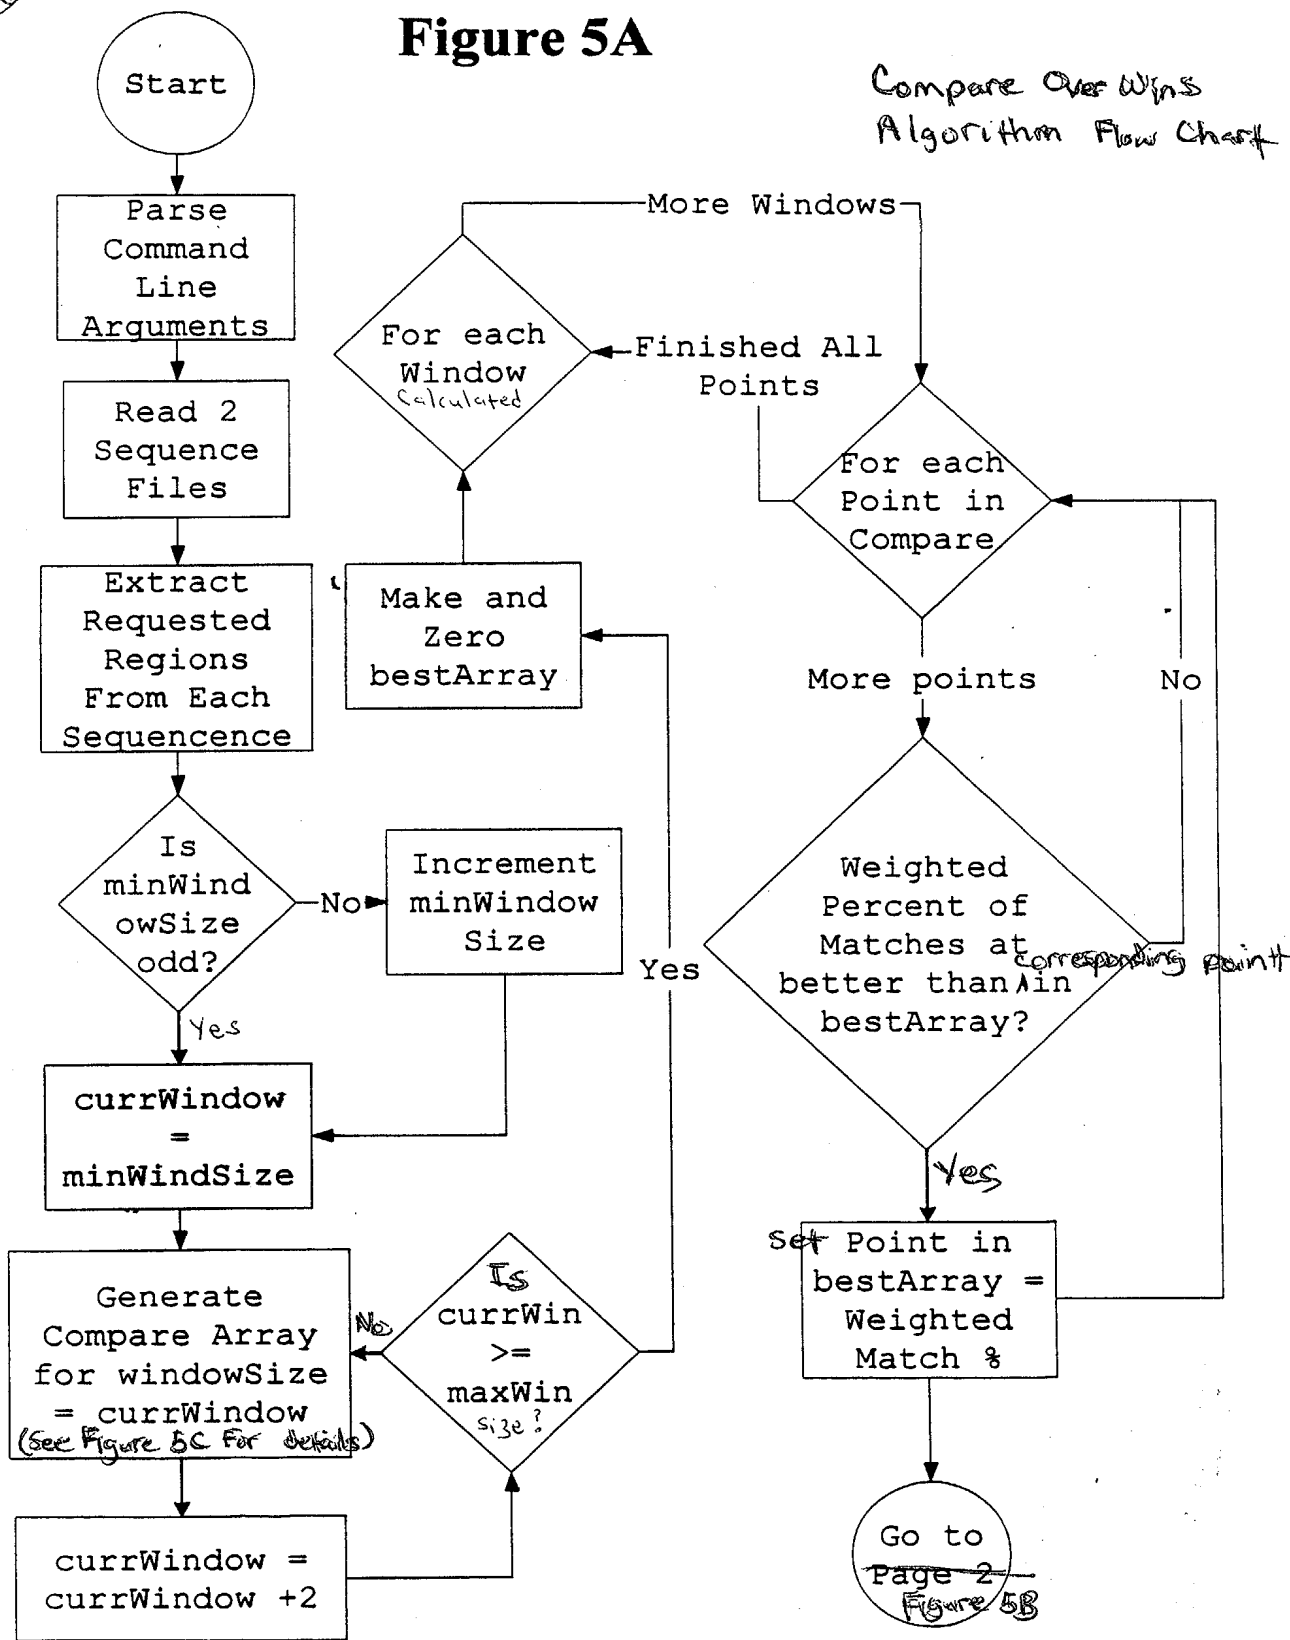 Figure 5A
Compare Over Wins
Algorithm Flow Chart
Start
Parse
Command
Line
Arguments
Read 2
Sequence
Files
Extract
Requested
Regions
From Each
Sequencence
Is
minWind
owSize
odd?
No
Increment
minWindow
Size
Yes
currWindow
=
minWindSize
Generate
Compare Array
for windowSize
= currWindow
(See Figure 5C For details)
currWindow =
currWindow +2
No
Is
currWin
>=
maxWin
size?
Yes
Make and
Zero
bestArray
For each
Window
Calculated
More Windows
Finished All
Points
For each
Point in
Compare
More points
No
Weighted
Percent of
Matches at
corresponding point
better than in
bestArray?
Yes
Set Point in
bestArray =
Weighted
Match %
Go to
Page 2
Figure 5B